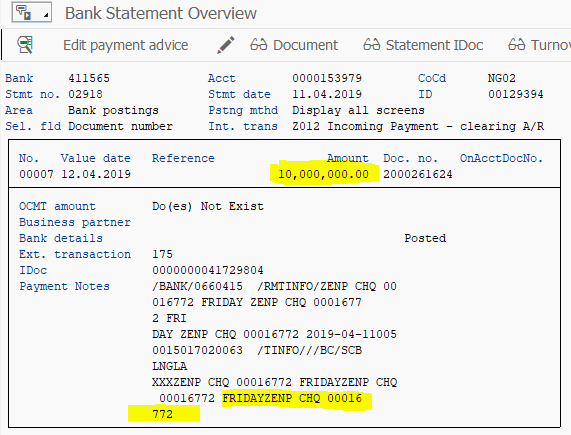 Bank Statement Overview
Edit payment advice Document Statement IDoc Turnov
Bank 411565 Acct 0000153979 CoCd NG02
Stmt no. 02918 Stmt date 11.04.2019 ID 00129394
Area Bank postings Pstng mthd Display all screens
Sel. fld Document number Int. trans Z012 Incoming Payment - clearing A/R
No. Value date Reference Amount Doc. no. OnAcctDocNo.
00007 12.04.2019 10,000,000.00 2000261624
OCMT amount Do(es) Not Exist
Business partner
Bank details Posted
Ext. transaction 175
IDoc 0000000041729804
Payment Notes /BANK/0660415 /RMTINFO/ZENP CHQ 00
016772 FRIDAY ZENP CHQ 0001677
2 FRI
DAY ZENP CHQ 00016772 2019-04-11005
0015017020063 /TINFO///BC/SCB
LNGLA
XXXZENP CHQ 00016772 FRIDAYZENP CHQ
00016772 FRIDAYZENP CHQ 00016
772